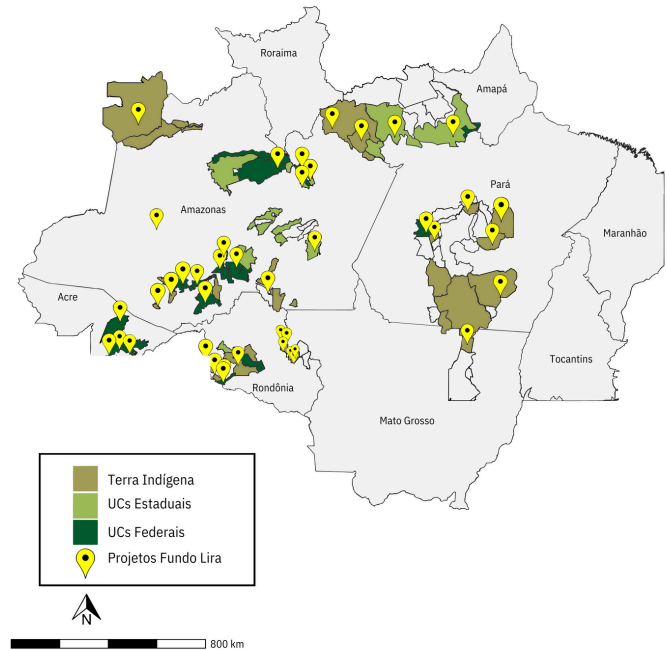 Roraima
Amapá
Pará
Amazonas
Maranhão
Acre
Tocantins
Rondônia
Mato Grosso
Terra Indígena
UCs Estaduais
UCs Federais
Projetos Fundo Lira
N
800 km